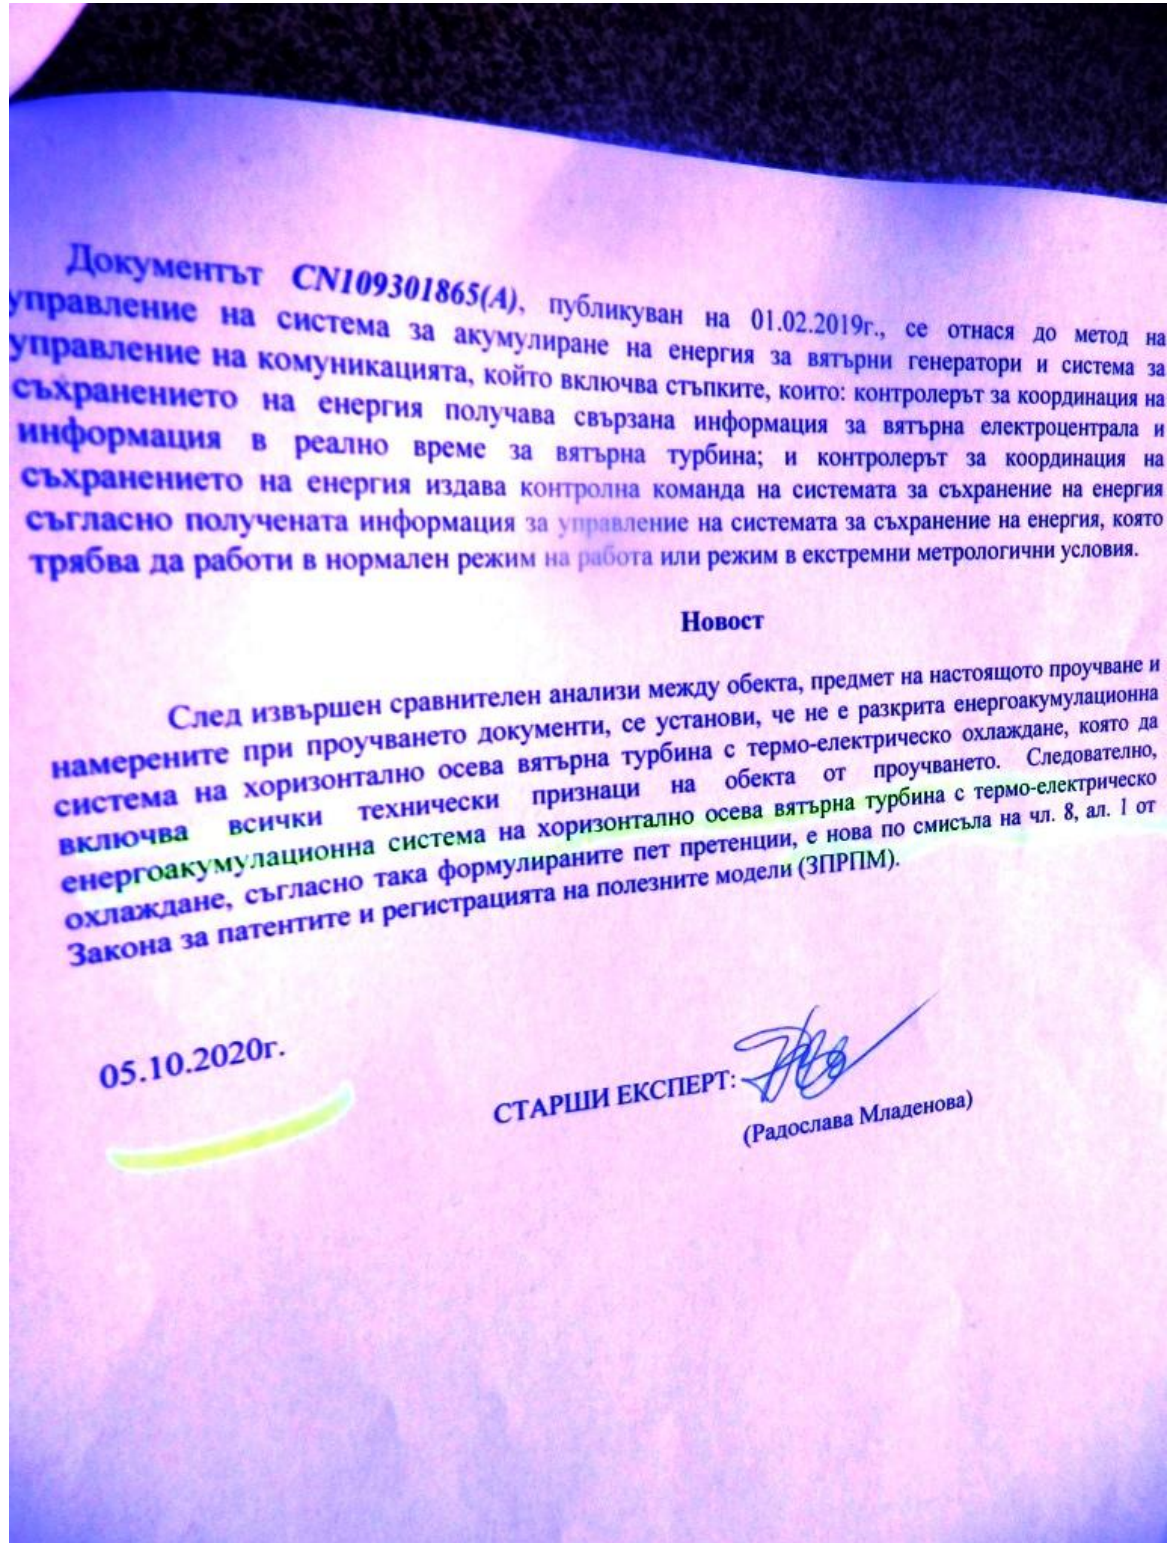 Документът CN109301865(A), публикуван на 01.02.2019г., се отнася до метод на
управление на система за акумулиране на енергия за вятърни генератори и система за
управление на комуникацията, който включва стъпките, които: контролерът за координация на
съхранението на енергия получава свързана информация за вятърна електроцентрала и
информация в реално време за вятърна турбина; и контролерът за координация на
съхранението на енергия издава контролна команда на системата за съхранение на енергия
съгласно получената информация за управление на системата за съхранение на енергия, която
трябва да работи в нормален режим на работа или режим в екстремни метрологични условия.
Новост
След извършен сравнителен анализи между обекта, предмет на настоящото проучване и
намерените при проучването документи, се установи, че не е разкрита енергоакумулационна
система на хоризонтално осева вятърна турбина с термо-електрическо охлаждане, която да
включва всички технически признаци на обекта от проучването. Следователно,
енергоакумулационна система на хоризонтално осева вятърна турбина с термо-електрическо
охлаждане, съгласно така формулираните пет претенции, е нова по смисъла на чл. 8, ал. 1 от
Закона за патентите и регистрацията на полезните модели (ЗПРПМ).
05.10.2020г.
СТАРШИ ЕКСПЕРТ:
(Радослава Младенова)